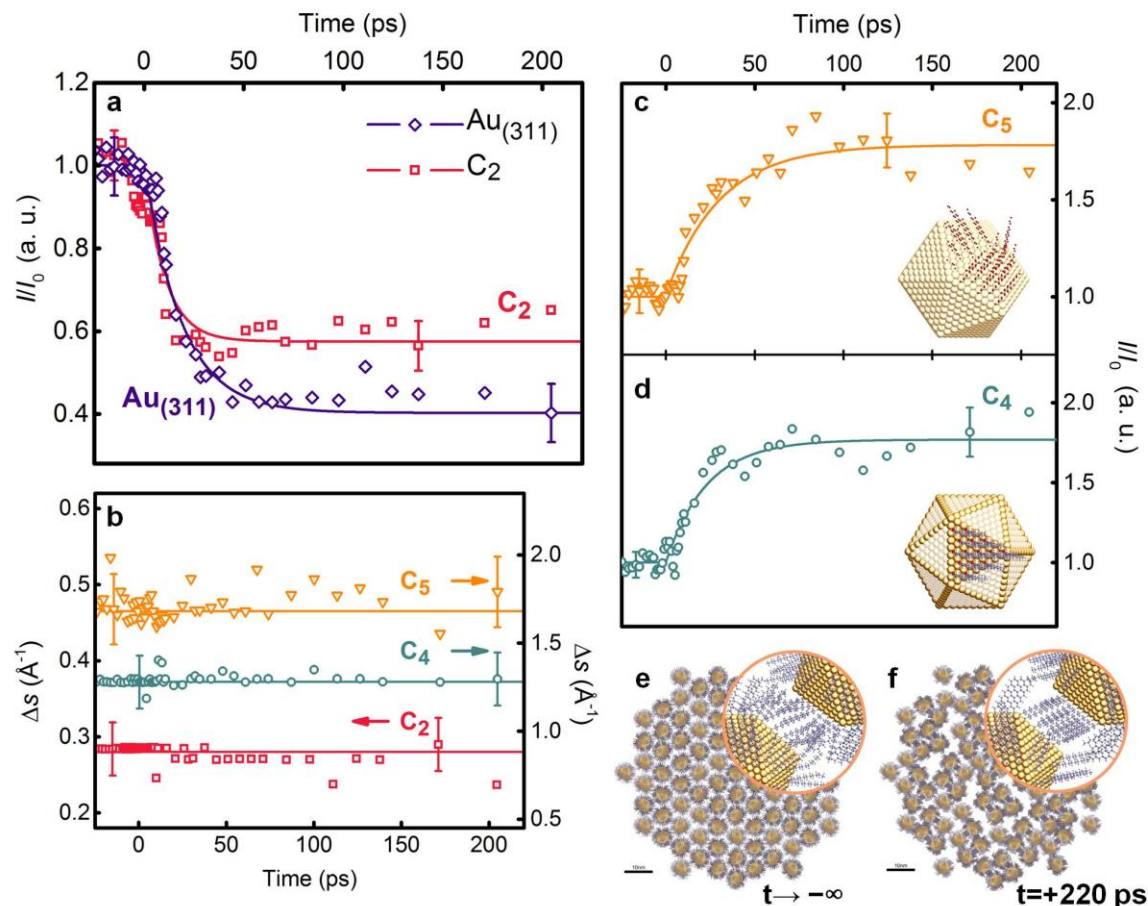 Time (ps)
0 50 100 150 200
a
Au(311)
C2
1.2
1.0
0.8
0.6
0.4
I/I0 (a. u.)
C2
Au(311)
b
0.6
0.5
0.4
0.3
0.2
Δs (Å-1)
C5
C4
C2
2.0
1.5
1.0
0.5
Δs (Å-1)
0 50 100 150 200
Time (ps)
Time (ps)
0 50 100 150 200
c
C5
2.0
1.5
1.0
I/I0 (a. u.)
d
C4
2.0
1.5
1.0
e
10nm
t→ −∞
f
10nm
t=+220 ps